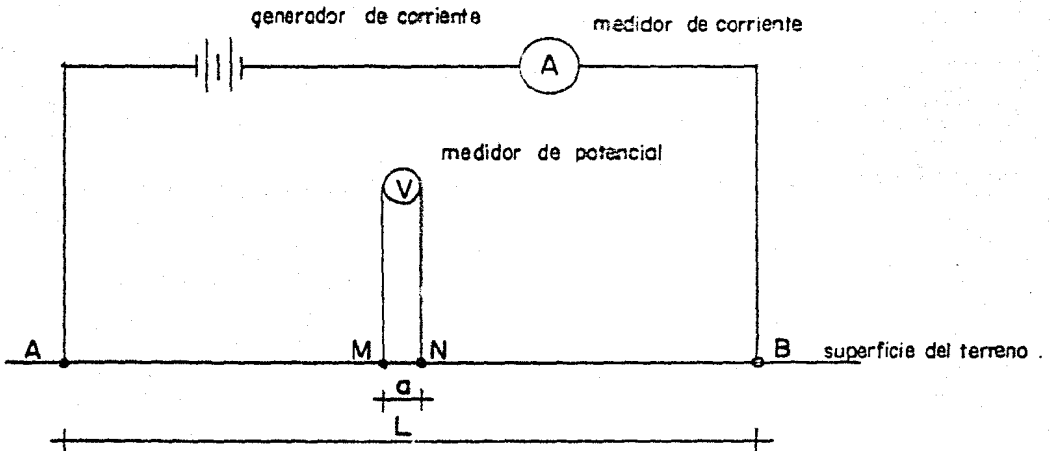 generador de corriente
medidor de corriente
A
medidor de potencial
V
A M N B superficie del terreno .
a
L